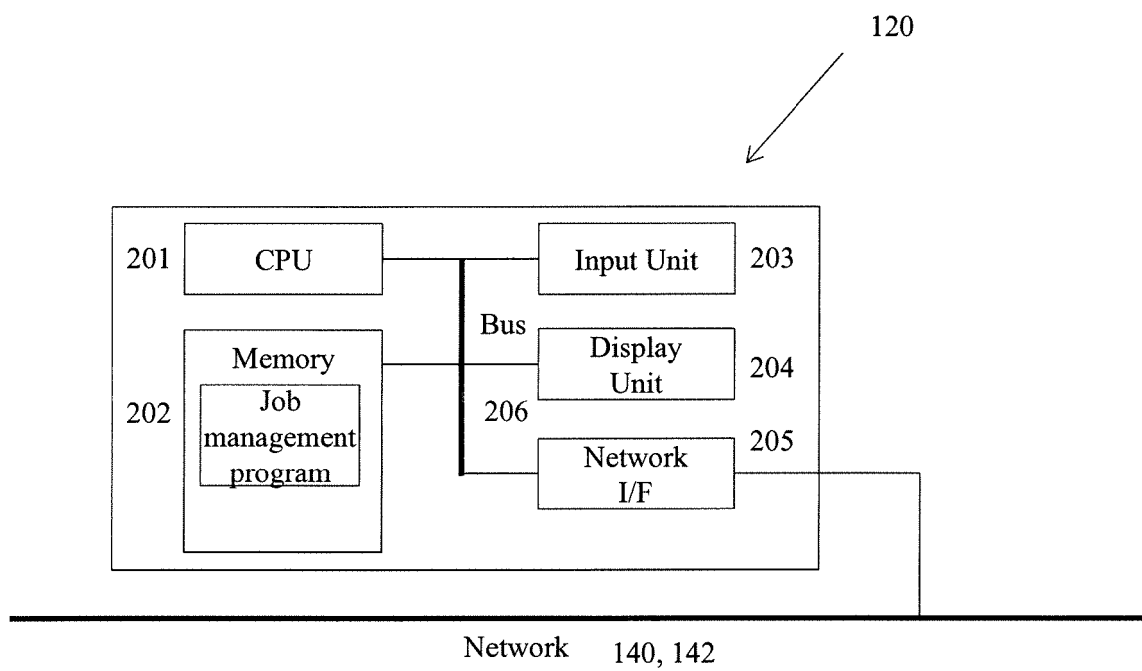 120
201
CPU
Input Unit
203
Bus
Memory
Display
Unit
204
202
Job
management
program
206
205
Network
I/F
Network 140, 142